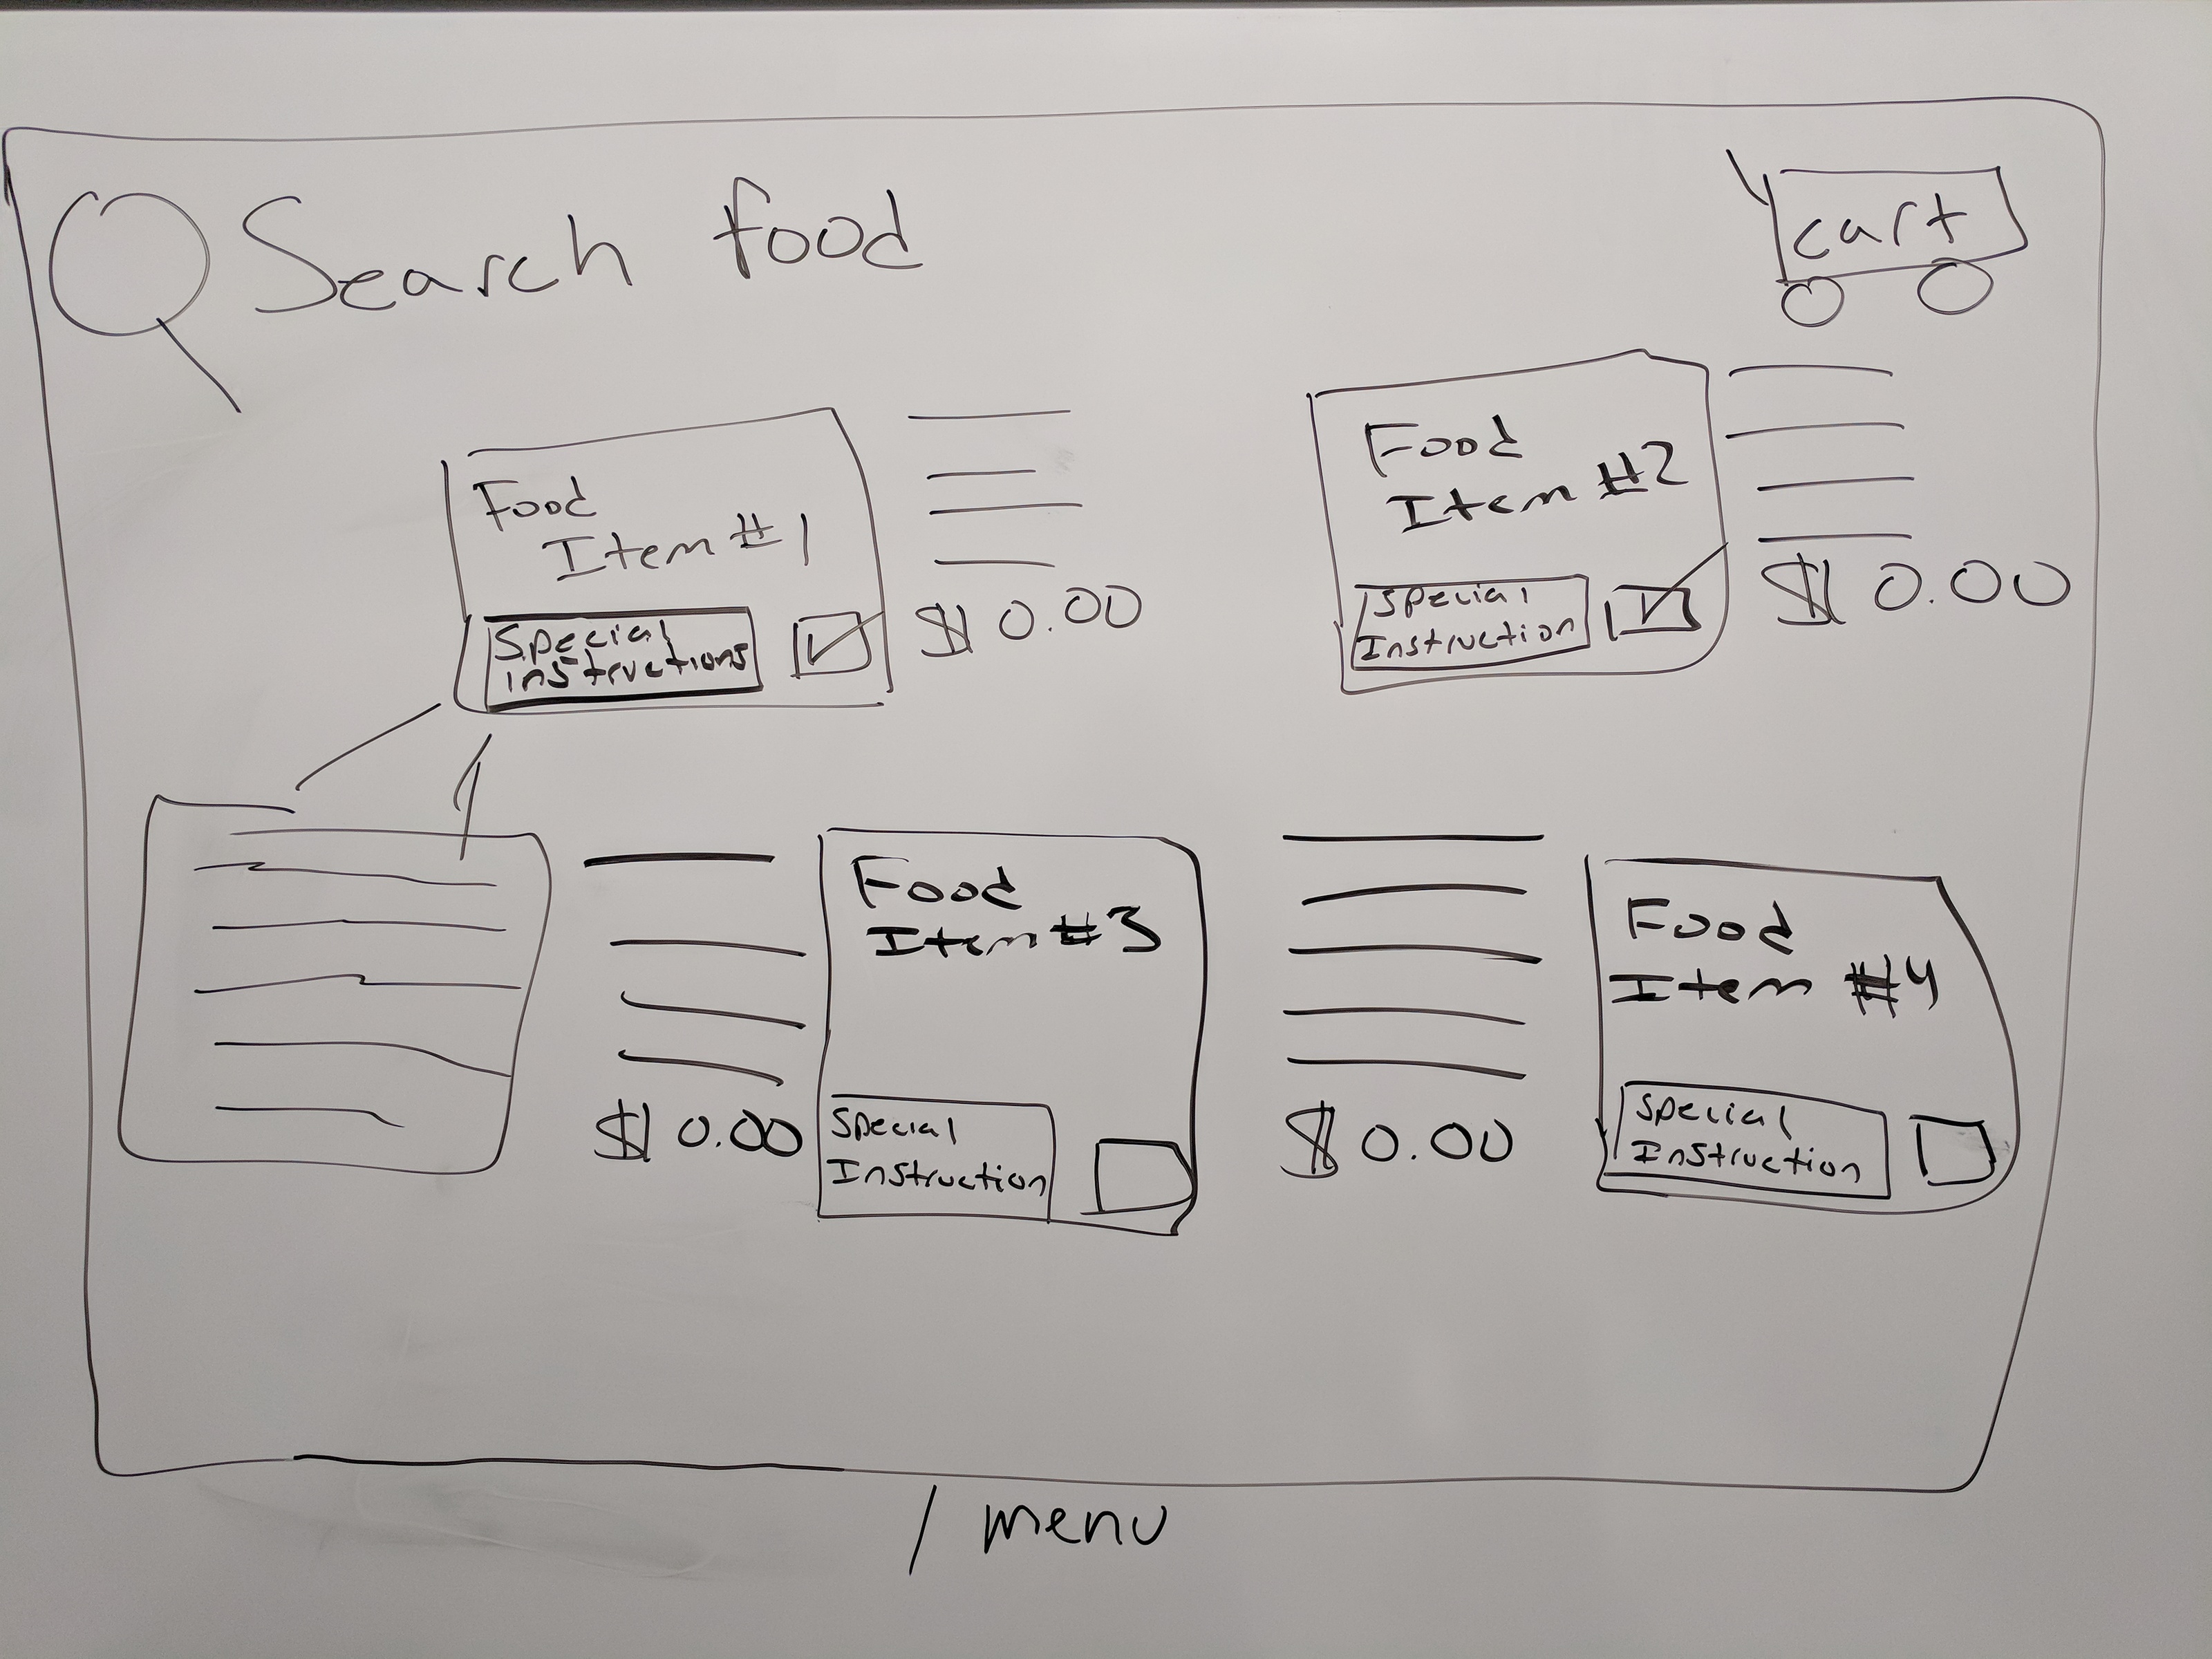 Search food
cart
Food
Item #1
Special
instructions
$ 0.00
Food
Item #2
Special
Instruction
$ 0.00
$ 0.00
Food
Item #3
Special
Instruction
$ 0.00
Food
Item #4
Special
Instruction
/ menu